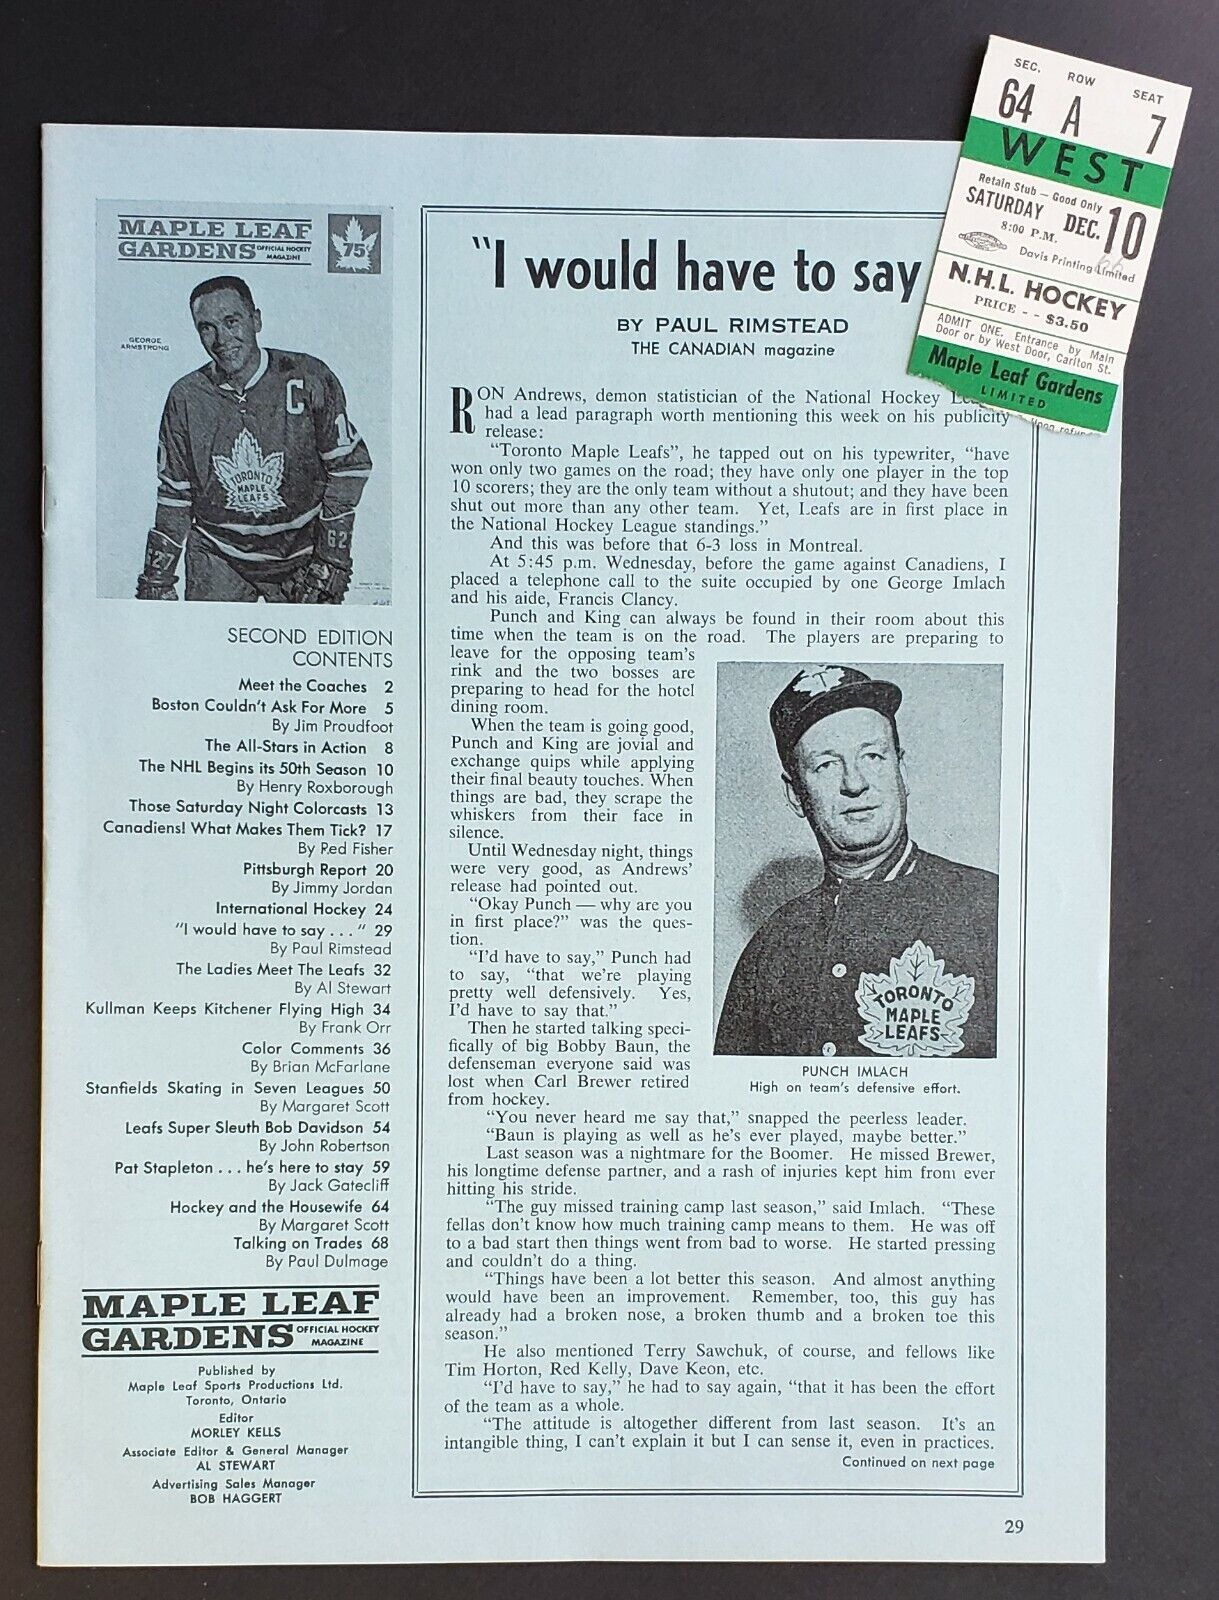 SEC. ROW SEAT
64 A 7
WEST
Retain Stub — Good Only
SATURDAY DEC. 10
8:00 P.M.
Davis Printing Limited
66
N.H.L. HOCKEY
PRICE - - $3.50
ADMIT ONE. Entrance by Main
Door or by West Door, Carlton St.
Maple Leaf Gardens
LIMITED
MAPLE LEAF
GARDENS OFFICIAL HOCKEY
MAGAZINE
75
GEORGE
ARMSTRONG
C
TORONTO
MAPLE
LEAFS
SECOND EDITION
CONTENTS
Meet the Coaches 2
Boston Couldn't Ask For More 5
By Jim Proudfoot
The All-Stars in Action 8
The NHL Begins its 50th Season 10
By Henry Roxborough
Those Saturday Night Colorcasts 13
Canadiens! What Makes Them Tick? 17
By Red Fisher
Pittsburgh Report 20
By Jimmy Jordan
International Hockey 24
"I would have to say . . . " 29
By Paul Rimstead
The Ladies Meet The Leafs 32
By Al Stewart
Kullman Keeps Kitchener Flying High 34
By Frank Orr
Color Comments 36
By Brian McFarlane
Stanfields Skating in Seven Leagues 50
By Margaret Scott
Leafs Super Sleuth Bob Davidson 54
By John Robertson
Pat Stapleton . . . he's here to stay 59
By Jack Gatecliff
Hockey and the Housewife 64
By Margaret Scott
Talking on Trades 68
By Paul Dulmage
MAPLE LEAF
GARDENS OFFICIAL HOCKEY
MAGAZINE
Published by
Maple Leaf Sports Productions Ltd.
Toronto, Ontario
Editor
MORLEY KELLS
Associate Editor & General Manager
AL STEWART
Advertising Sales Manager
BOB HAGGERT
"I would have to say
BY PAUL RIMSTEAD
THE CANADIAN magazine
RON Andrews, demon statistician of the National Hockey
had a lead paragraph worth mentioning this week on his publicity
release:
"Toronto Maple Leafs", he tapped out on his typewriter, "have
won only two games on the road; they have only one player in the top
10 scorers; they are the only team without a shutout; and they have been
shut out more than any other team. Yet, Leafs are in first place in
the National Hockey League standings."
And this was before that 6-3 loss in Montreal.
At 5:45 p.m. Wednesday, before the game against Canadiens, I
placed a telephone call to the suite occupied by one George Imlach
and his aide, Francis Clancy.
Punch and King can always be found in their room about this
time when the team is on the road. The players are preparing to
leave for the opposing team's
rink and the two bosses are
preparing to head for the hotel
dining room.
When the team is going good,
Punch and King are jovial and
exchange quips while applying
their final beauty touches. When
things are bad, they scrape the
whiskers from their face in
silence.
Until Wednesday night, things
were very good, as Andrews'
release had pointed out.
"Okay Punch — why are you
in first place?" was the ques-
tion.
"I'd have to say," Punch had
to say, "that we're playing
pretty well defensively. Yes,
I'd have to say that."
Then he started talking speci-
fically of big Bobby Baun, the
defenseman everyone said was
lost when Carl Brewer retired
from hockey.
TORONTO
MAPLE
LEAFS
PUNCH IMLACH
High on team's defensive effort.
"You never heard me say that," snapped the peerless leader.
"Baun is playing as well as he's ever played, maybe better."
Last season was a nightmare for the Boomer. He missed Brewer,
his longtime defense partner, and a rash of injuries kept him from ever
hitting his stride.
"The guy missed training camp last season," said Imlach. "These
fellas don't know how much training camp means to them. He was off
to a bad start then things went from bad to worse. He started pressing
and couldn't do a thing.
"Things have been a lot better this season. And almost anything
would have been an improvement. Remember, too, this guy has
already had a broken nose, a broken thumb and a broken toe this
season."
He also mentioned Terry Sawchuk, of course, and fellows like
Tim Horton, Red Kelly, Dave Keon, etc.
"I'd have to say," he had to say again, "that it has been the effort
of the team as a whole.
"The attitude is altogether different from last season. It's an
intangible thing, I can't explain it but I can sense it, even in practices.
Continued on next page
29